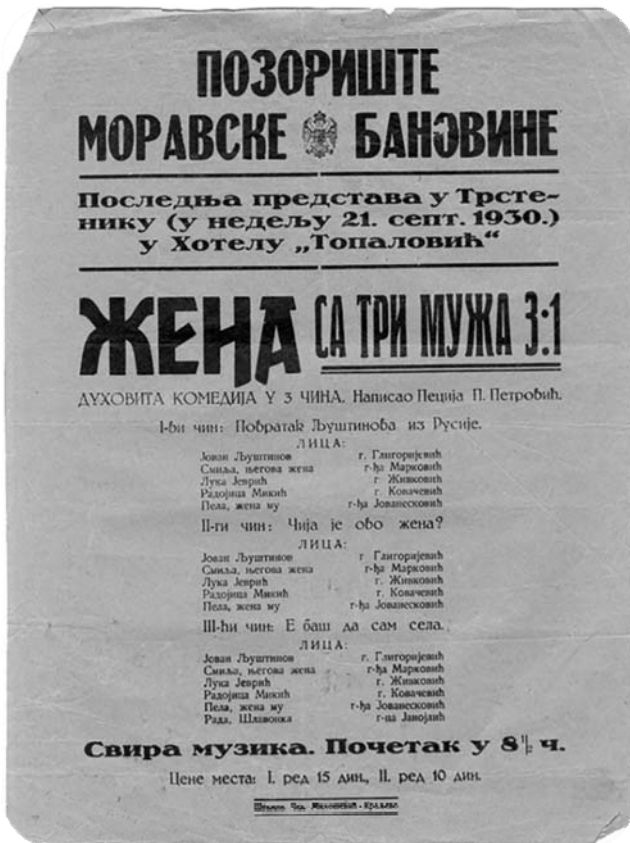 ПОЗОРИШТЕ
МОРАВСКЕ БАНОВИНЕ
Последња представа у Трсте-
нику (у недељу 21. септ. 1930.)
у Хотелу „Топаловић“
ЖЕНА СА ТРИ МУЖА 3:1
ДУХОВИТА КОМЕДИЈА У 3 ЧИНА. Написао Пеција П. Петровић.
I-ви чин: Повратак Љуштинова из Русије.
ЛИЦА:
Јован Љуштинов г. Глигоријевић
Смиља, његова жена г-ђа Марковић
Лука Јеврић г. Живковић
Радојица Микић г. Ковачевић
Пела, жена му г-ђа Јованесковић
II-ги чин: Чија је ово жена?
ЛИЦА:
Јован Љуштинов г Глигоријевић
Смиља, његова жена г-ђа Марковић
Лука Јеврић г. Живковић
Радојица Микић г. Ковачевић
Пела, жена му г-ђа Јованесковић
III-ћи чин: Е баш да сам села.
ЛИЦА:
Јован Љуштинов г. Глигоријевић
Смиља, његова жена г-ђа Марковић
Лука Јеврић г. Живковић
Радојица Микић г. Ковачевић
Пела, жена му г-ђа Јованесковић
Рада, Шлавонка г-ца Јанојлић
Свира музика. Почетак у 8½ ч.
Цене места: I. ред 15 дин., II. ред 10 дин.
Краљево